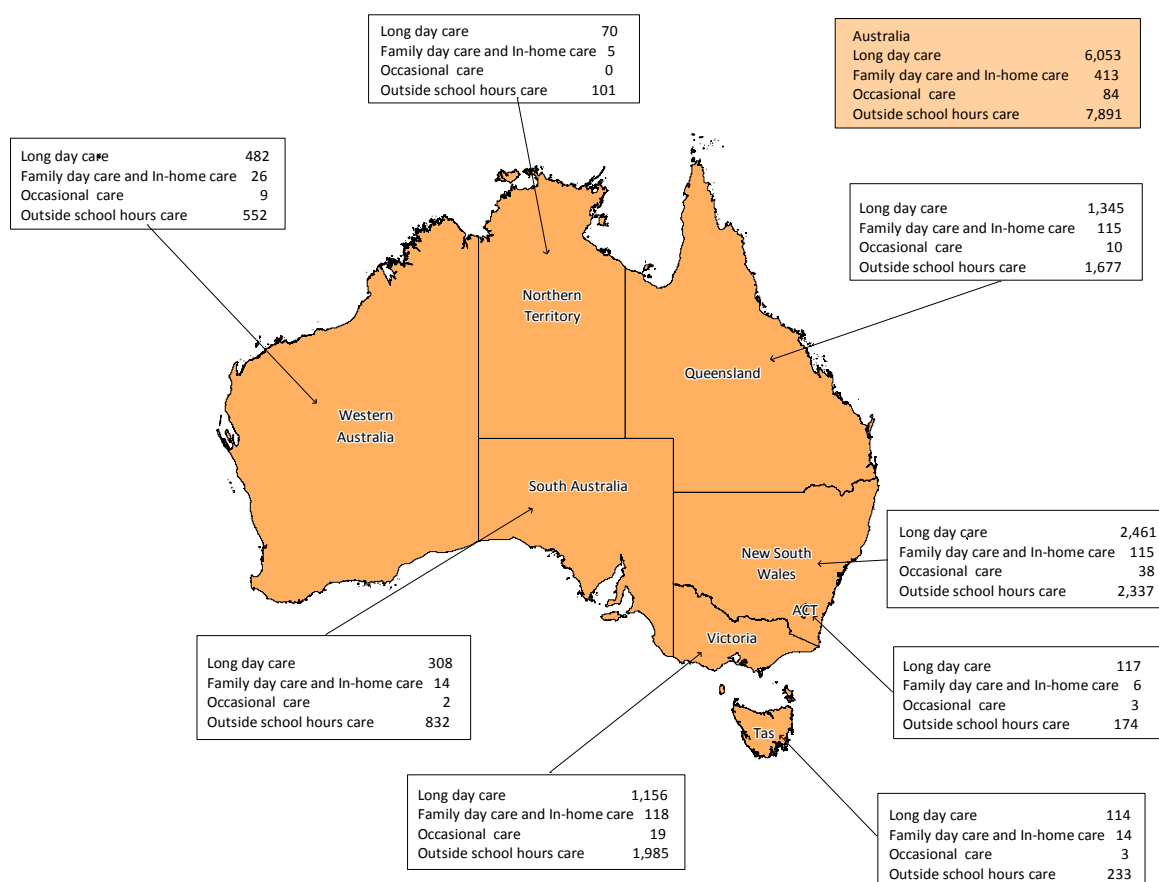 Long day care 70
Family day care and In-home care 5
Occasional care 0
Outside school hours care 101
Australia
Long day care 6,053
Family day care and In-home care 413
Occasional care 84
Outside school hours care 7,891
Long day care 482
Family day care and In-home care 26
Occasional care 9
Outside school hours care 552
Long day care 1,345
Family day care and In-home care 115
Occasional care 10
Outside school hours care 1,677
Northern
Territory
Queensland
Western
Australia
South Australia
New South
Wales
ACT
Victoria
Tas
Long day care 2,461
Family day care and In-home care 115
Occasional care 38
Outside school hours care 2,337
Long day care 308
Family day care and In-home care 14
Occasional care 2
Outside school hours care 832
Long day care 117
Family day care and In-home care 6
Occasional care 3
Outside school hours care 174
Long day care 1,156
Family day care and In-home care 118
Occasional care 19
Outside school hours care 1,985
Long day care 114
Family day care and In-home care 14
Occasional care 3
Outside school hours care 233